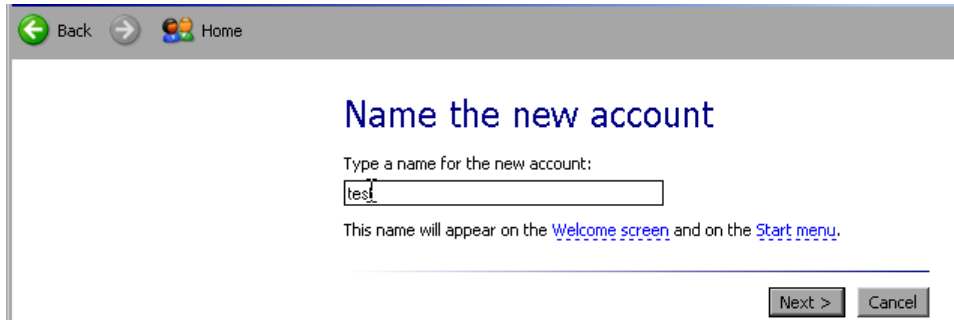 Back Home
Name the new account
Type a name for the new account:
test
This name will appear on the Welcome screen and on the Start menu.
Next > Cancel